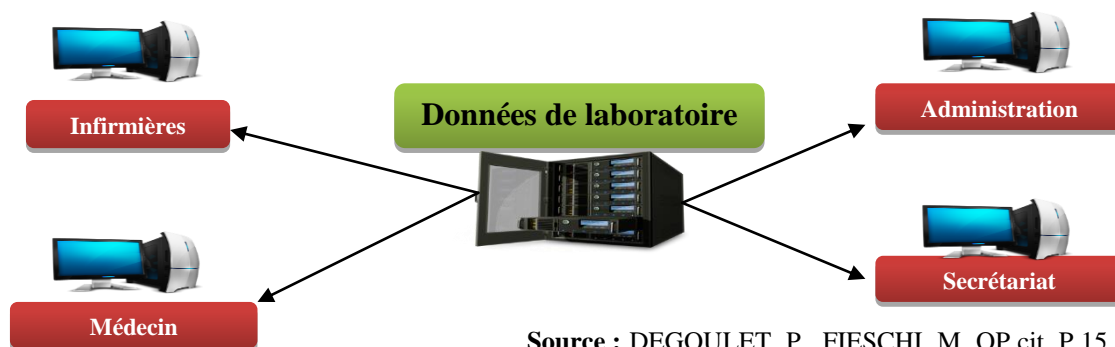 Infirmières
Données de laboratoire
Administration
Médecin
Secrétariat
Source : DEGOULET, P., FIESCHI, M, OP.cit, P.15